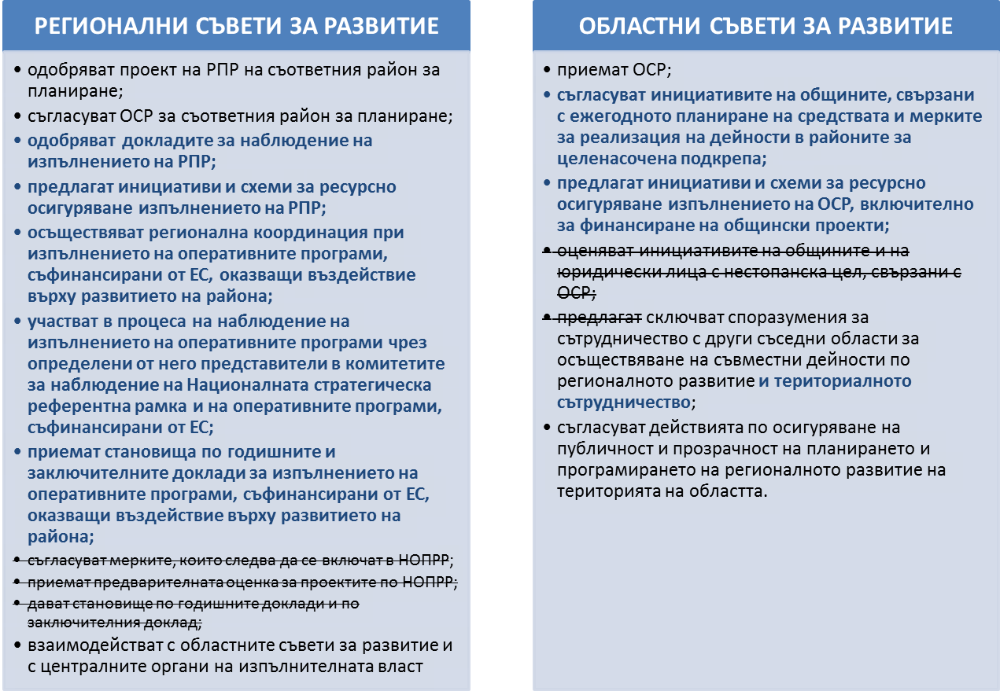 РЕГИОНАЛНИ СЪВЕТИ ЗА РАЗВИТИЕ
• одобряват проект на РПР на съответния район за
планиране;
• съгласуват ОСР за съответния район за планиране;
• одобряват докладите за наблюдение на
изпълнението на РПР;
• предлагат инициативи и схеми за ресурсно
осигуряване изпълнението на РПР;
• осъществяват регионална координация при
изпълнението на оперативните програми,
съфинансирани от ЕС, оказващи въздействие
върху развитието на района;
• участват в процеса на наблюдение на
изпълнението на оперативните програми чрез
определени от него представители в комитетите
за наблюдение на Националната стратегическа
референтна рамка и на оперативните програми,
съфинансирани от ЕС;
• приемат становища по годишните и
заключителните доклади за изпълнението на
оперативните програми, съфинансирани от ЕС,
оказващи въздействие върху развитието на
района;
• съгласуват мерките, които следва да се включат в НОПРР;
• приемат предварителната оценка за проектите по НОПРР;
• дават становище по годишните доклади и по
заключителния доклад;
• взаимодействат с областните съвети за развитие и
с централните органи на изпълнителната власт
ОБЛАСТНИ СЪВЕТИ ЗА РАЗВИТИЕ
• приемат ОСР;
• съгласуват инициативите на общините, свързани
с ежегодното планиране на средствата и мерките
за реализация на дейности в районите за
целенасочена подкрепа;
• предлагат инициативи и схеми за ресурсно
осигуряване изпълнението на ОСР, включително
за финансиране на общински проекти;
• оценяват инициативите на общините и на
юридически лица с нестопанска цел, свързани с
ОСР;
• предлагат сключват споразумения за
сътрудничество с други съседни области за
осъществяване на съвместни дейности по
регионалното развитие и териториалното
сътрудничество;
• съгласуват действията по осигуряване на
публичност и прозрачност на планирането и
програмирането на регионалното развитие на
територията на областта.